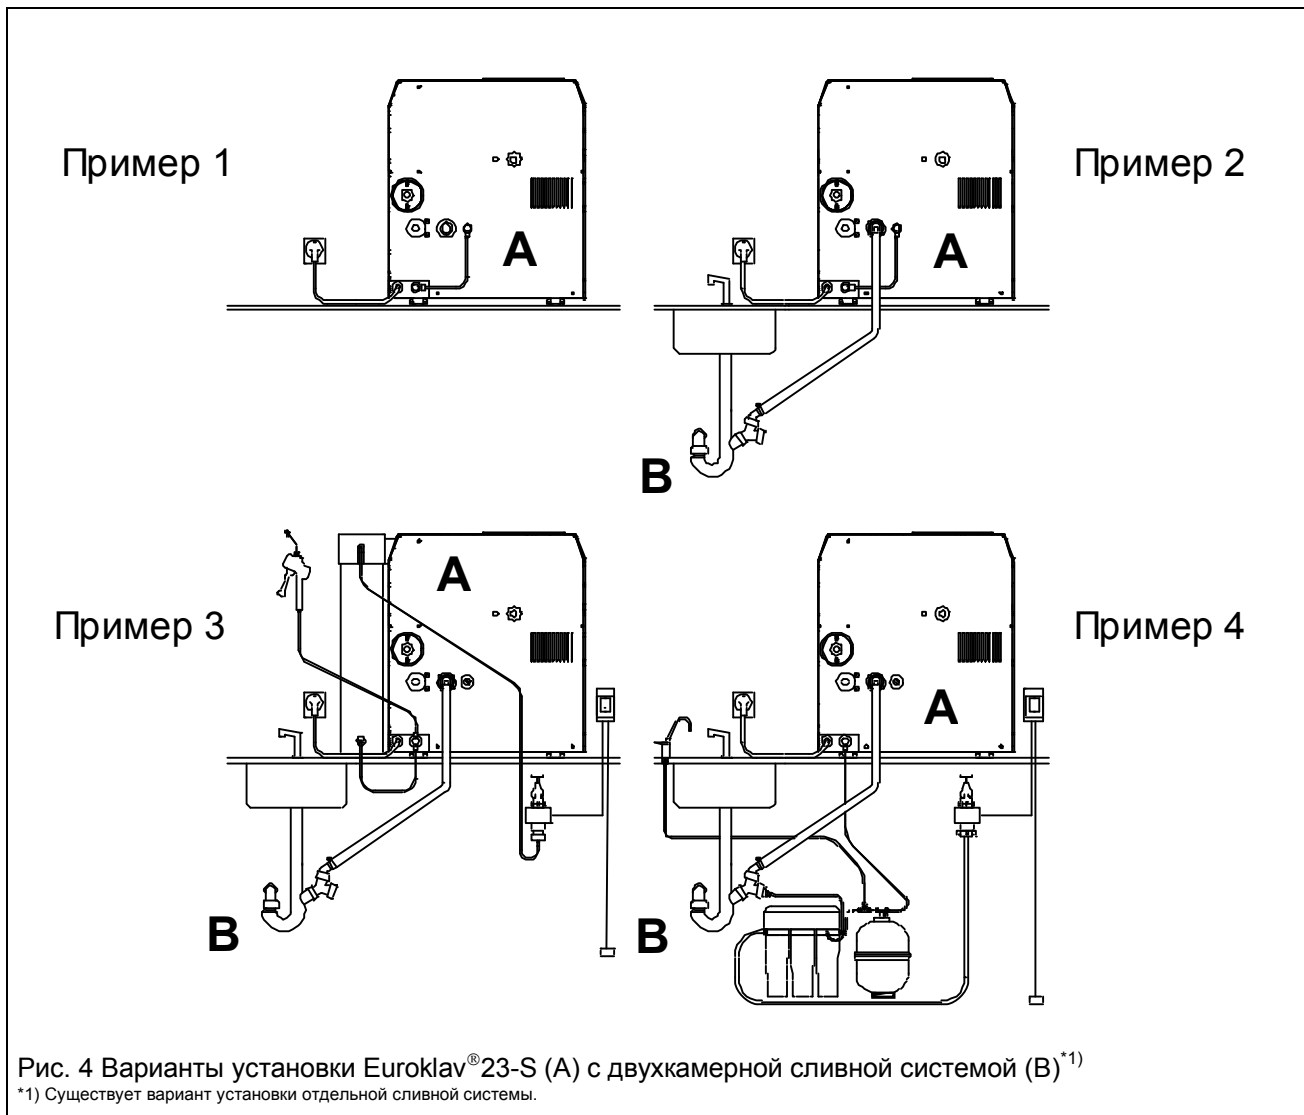 Пример 1
Пример 2
A
A
B
Пример 3
Пример 4
A
A
B
B
Рис. 4 Варианты установки Euroklav®23-S (A) с двухкамерной сливной системой (B)*1)
*1) Существует вариант установки отдельной сливной системы.